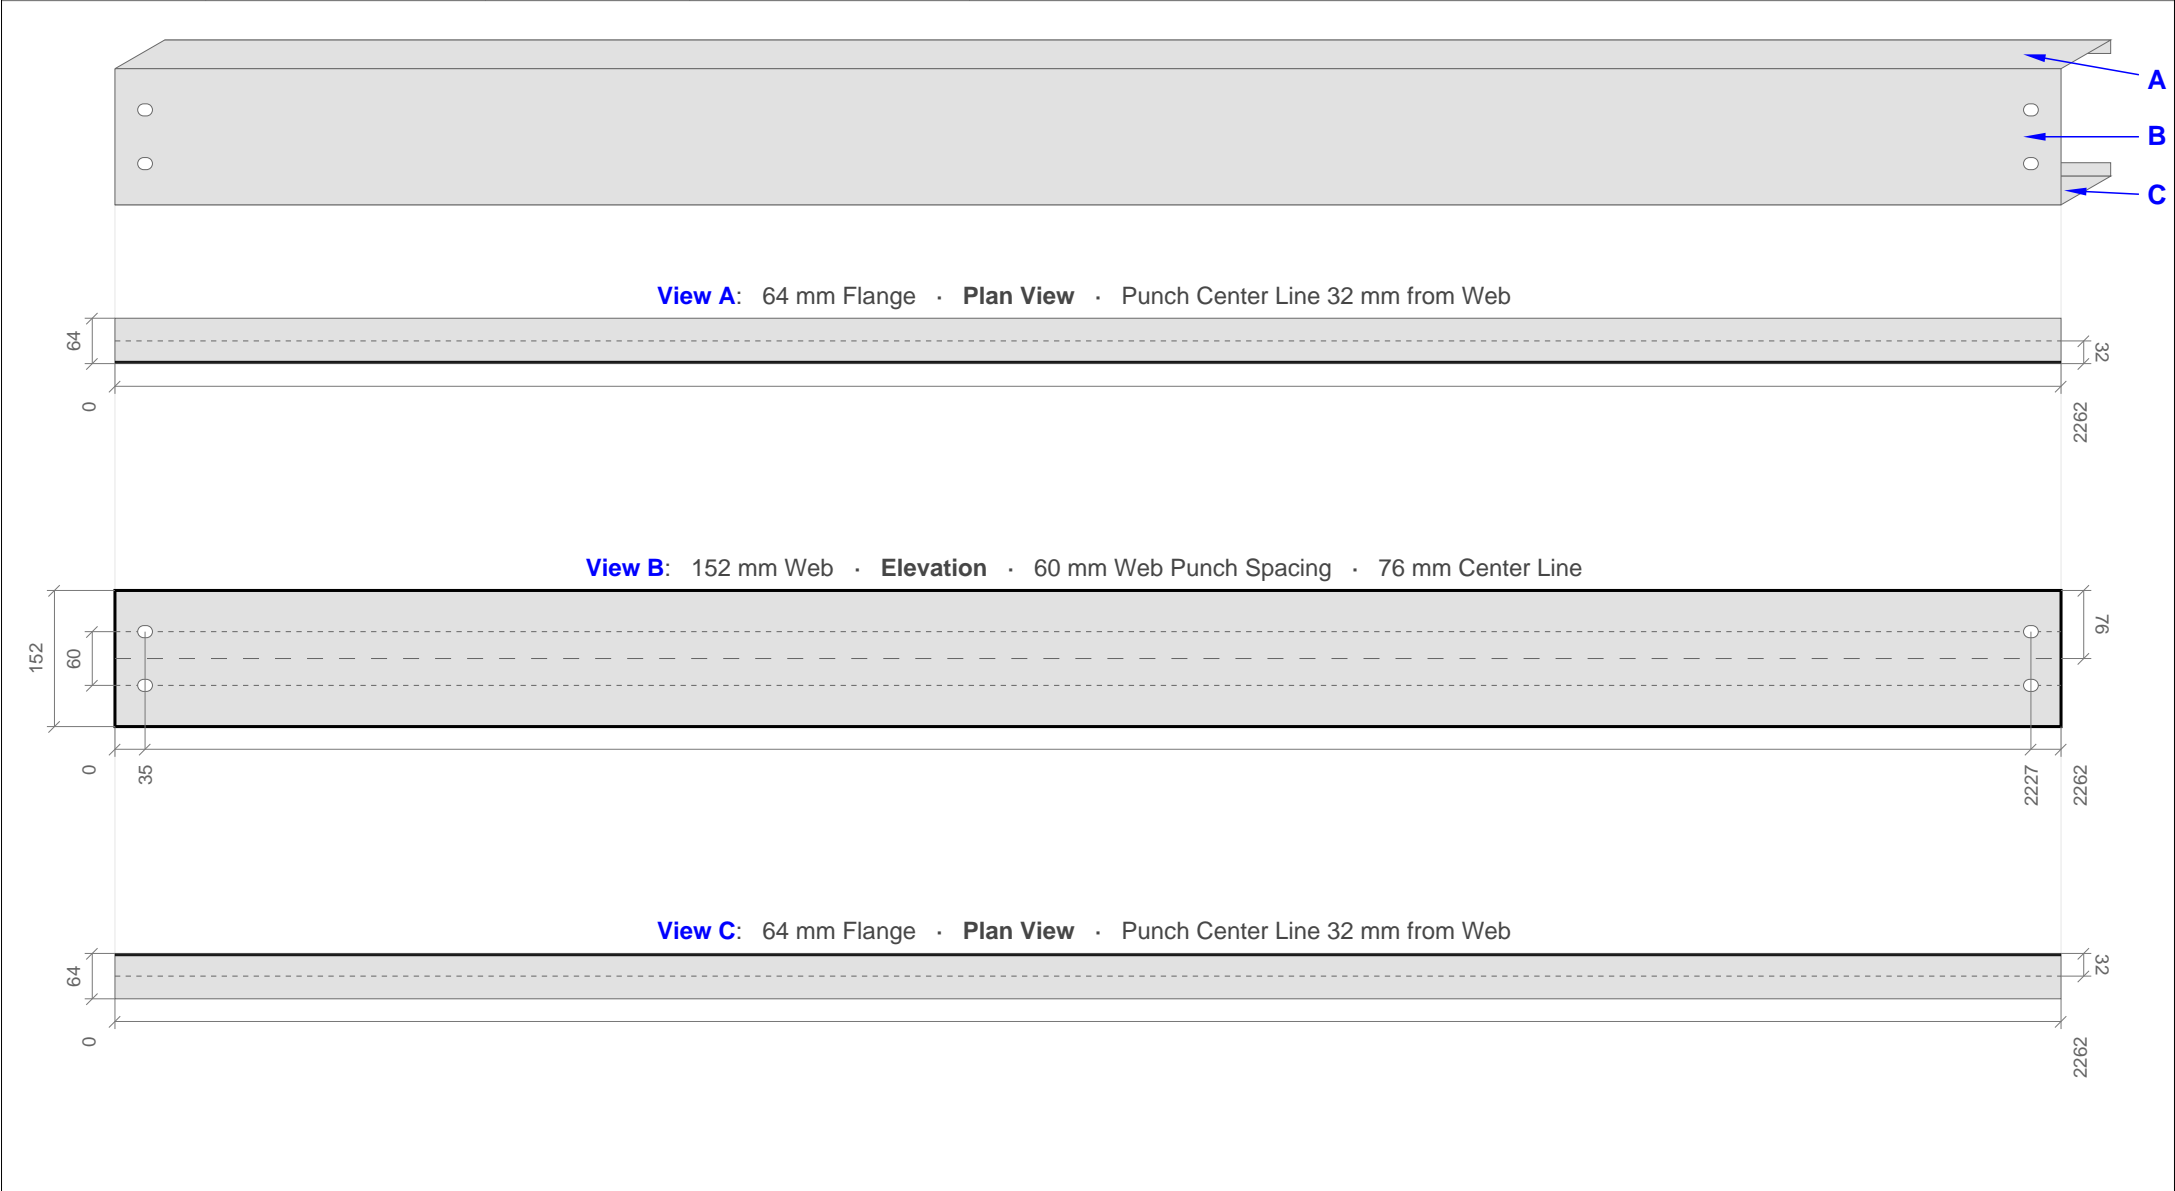 A
B
C
View A: 64 mm Flange · Plan View · Punch Center Line 32 mm from Web
64
32
0
2262
View B: 152 mm Web · Elevation · 60 mm Web Punch Spacing · 76 mm Center Line
152
60
76
0
35
2227
2262
View C: 64 mm Flange · Plan View · Punch Center Line 32 mm from Web
64
32
0
2262